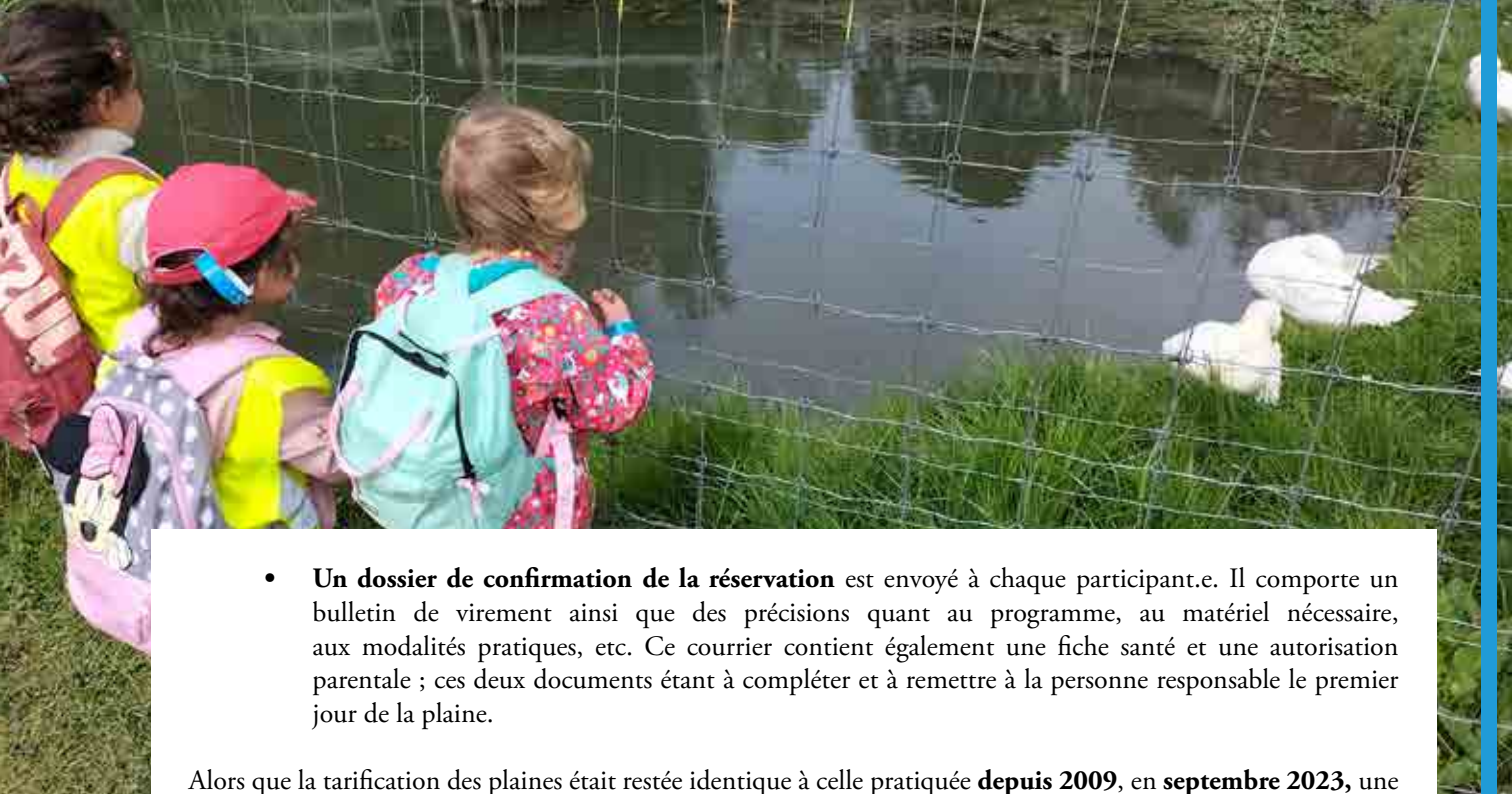 • Un dossier de confirmation de la réservation est envoyé à chaque participant.e. Il comporte un
bulletin de virement ainsi que des précisions quant au programme, au matériel nécessaire,
aux modalités pratiques, etc. Ce courrier contient également une fiche santé et une autorisation
parentale ; ces deux documents étant à compléter et à remettre à la personne responsable le premier
jour de la plaine.
Alors que la tarification des plaines était restée identique à celle pratiquée depuis 2009, en septembre 2023, une